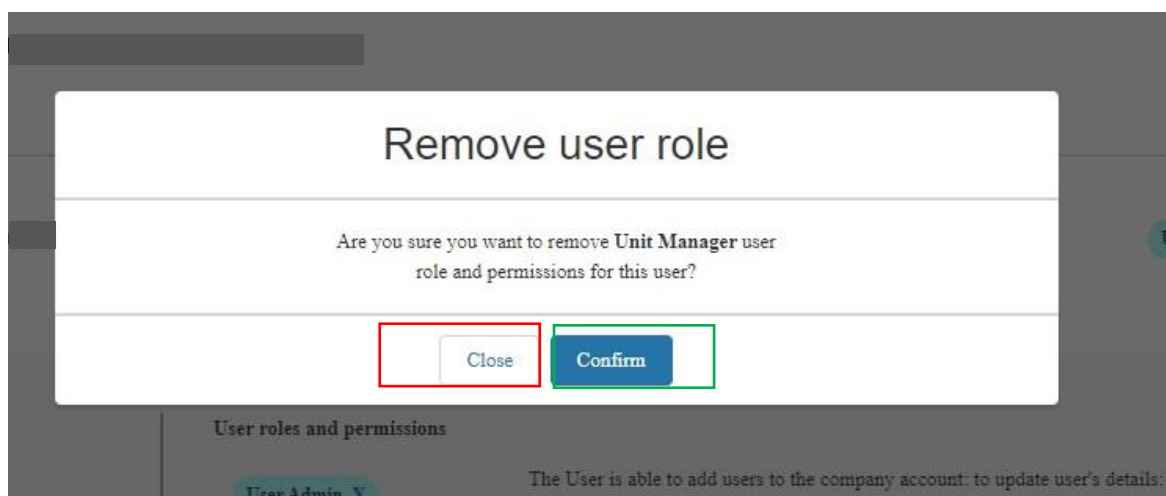 Remove user role
Are you sure you want to remove Unit Manager user
role and permissions for this user?
Close Confirm
User roles and permissions
The User is able to add users to the company account: to update user's details:
User Admin X